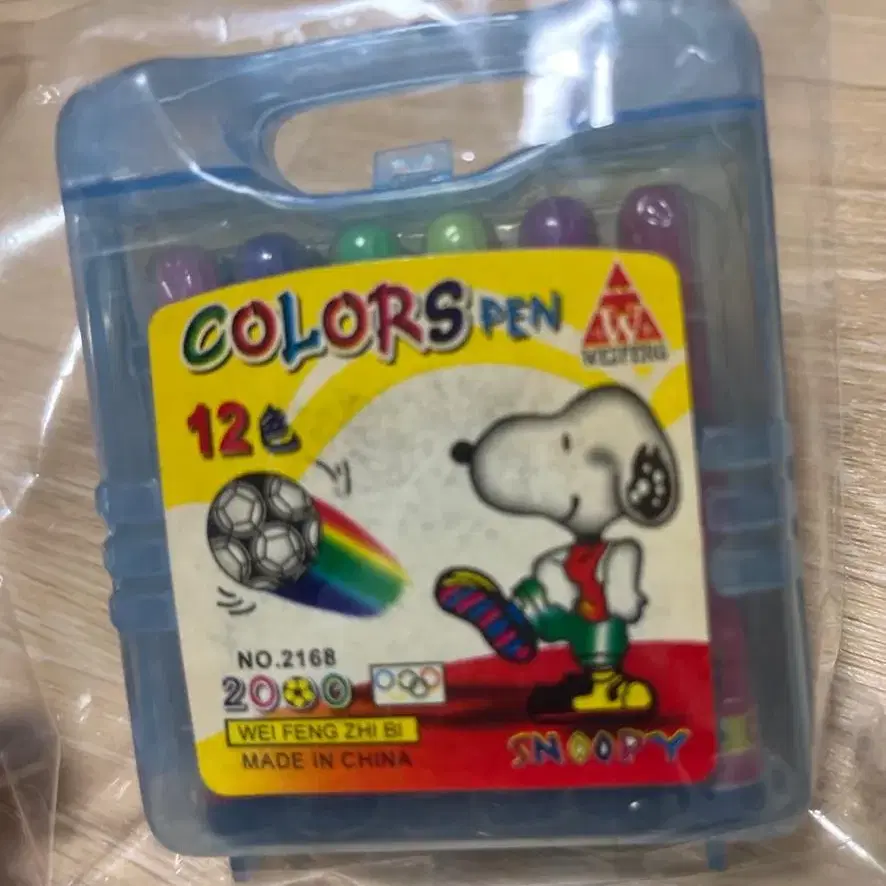 COLORS PEN
WEIFENG
12色
NO.2168
2000
WEI FENG ZHI BI
MADE IN CHINA
SNOOPY